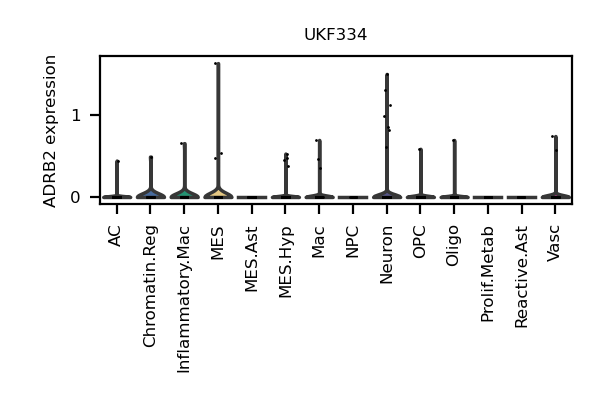 UKF334
ADRB2 expression
1
0
AC
Chromatin.Reg
Inflammatory.Mac
MES
MES.Ast
MES.Hyp
Mac
NPC
Neuron
OPC
Oligo
Prolif.Metab
Reactive.Ast
Vasc